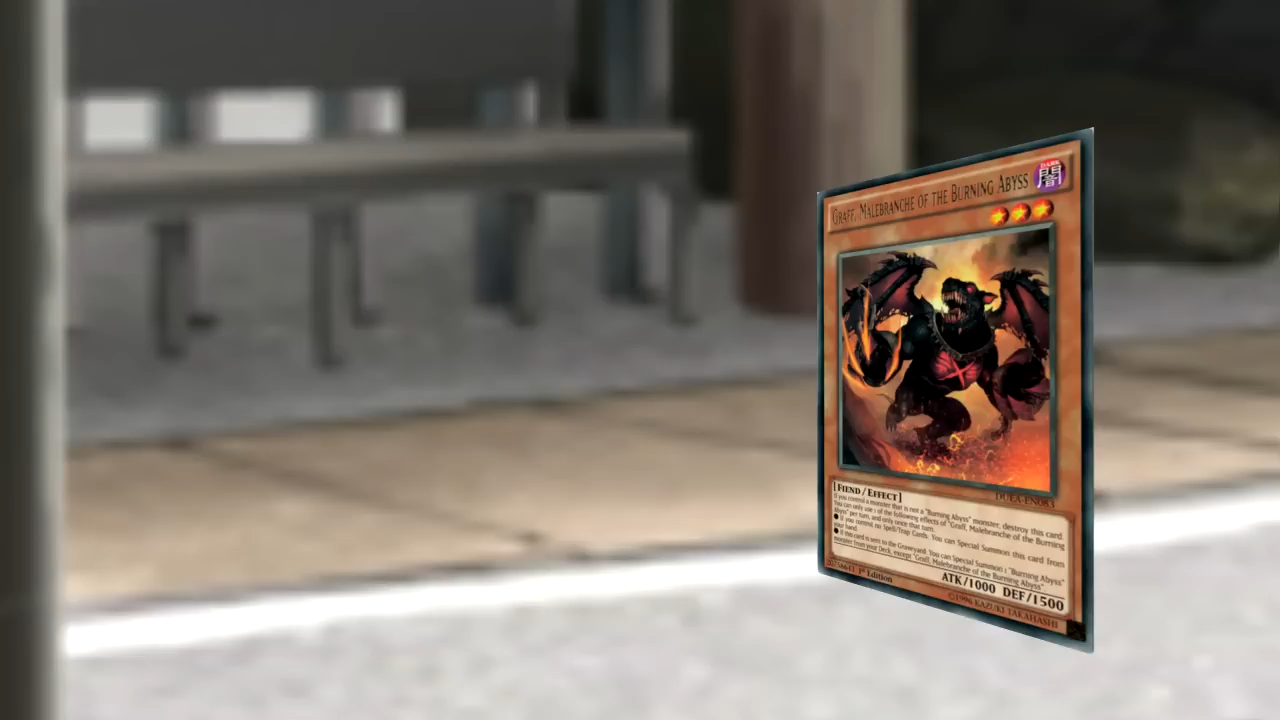 Graff, Malebranche of the Burning Abyss
DARK
闇
DUEA-EN083
[Fiend/Effect]
If you control a monster that is not a "Burning Abyss" monster, destroy this card.
You can only use 1 of the following effects of "Graff, Malebranche of the Burning
Abyss" per turn, and only once that turn.
● If you control no Spell/Trap Cards: You can Special Summon this card from
your hand.
● If this card is sent to the Graveyard: You can Special Summon 1 "Burning Abyss"
monster from your Deck, except "Graff, Malebranche of the Burning Abyss".
ATK/1000 DEF/1500
1st Edition
©1996 KAZUKI TAKAHASHI